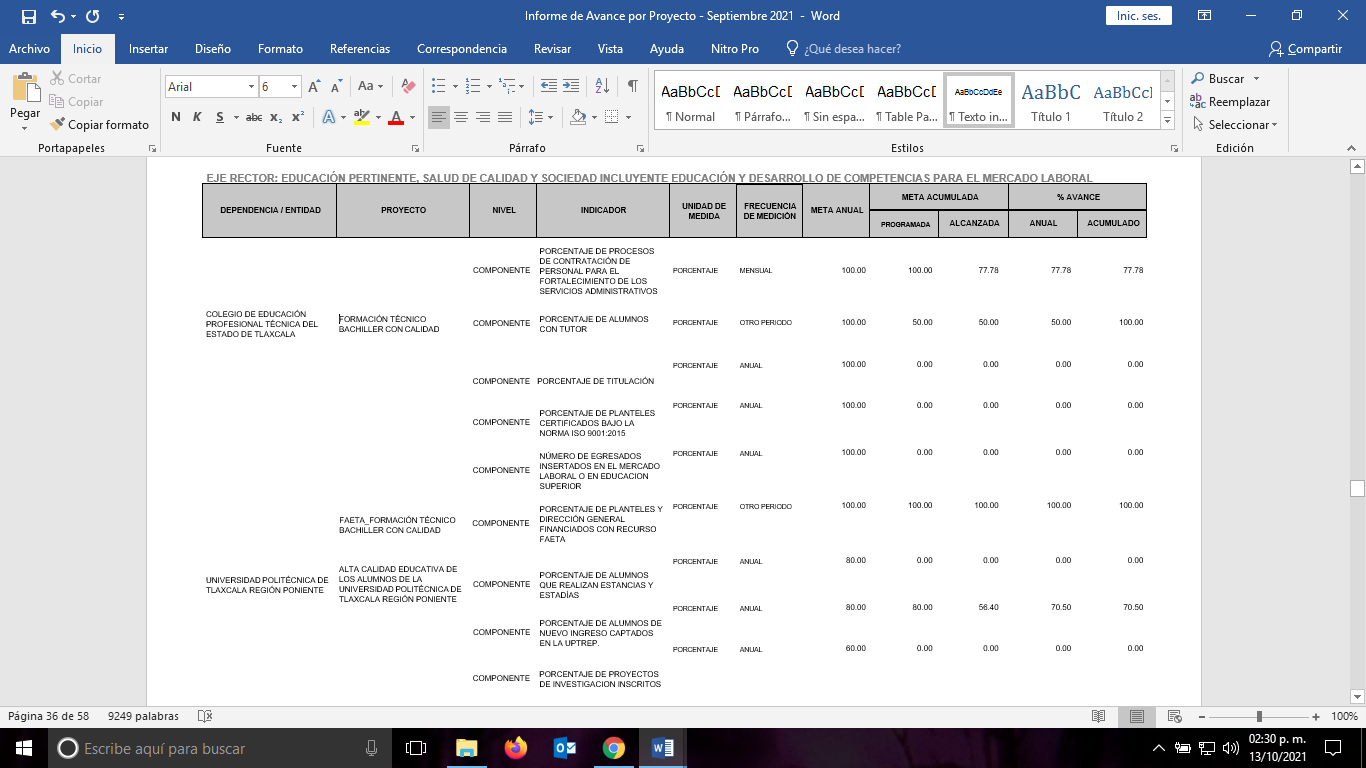 Informe de Avance por Proyecto - Septiembre 2021 - Word
Inic. ses.
Archivo Inicio Insertar Diseño Formato Referencias Correspondencia Revisar Vista Ayuda Nitro Pro ¿Qué desea hacer? Compartir
Pegar
Cortar
Copiar
Copiar formato
Portapapeles
Arial 6
N K S abc x₂ x²
Fuente
Párrafo
AaBbCcD AaBbCcD AaBbCcD AaBbCcD AaBbCcDdEe AaBbC AaBbCcI
¶ Normal ¶ Párrafo... ¶ Sin espa... ¶ Table Pa... ¶ Texto in... Título 1 Título 2
Estilos
Buscar
Reemplazar
Seleccionar
Edición
EJE RECTOR: EDUCACIÓN PERTINENTE, SALUD DE CALIDAD Y SOCIEDAD INCLUYENTE EDUCACIÓN Y DESARROLLO DE COMPETENCIAS PARA EL MERCADO LABORAL
DEPENDENCIA / ENTIDAD
PROYECTO
NIVEL
INDICADOR
UNIDAD DE
MEDIDA
FRECUENCIA
DE MEDICIÓN
META ANUAL
META ACUMULADA
PROGRAMADA ALCANZADA
% AVANCE
ANUAL ACUMULADO
COMPONENTE
PORCENTAJE DE PROCESOS
DE CONTRATACIÓN DE
PERSONAL PARA EL
FORTALECIMIENTO DE LOS
SERVICIOS ADMINISTRATIVOS
PORCENTAJE MENSUAL 100.00 100.00 77.78 77.78 77.78
COLEGIO DE EDUCACIÓN
PROFESIONAL TÉCNICA DEL
ESTADO DE TLAXCALA
FORMACIÓN TÉCNICO
BACHILLER CON CALIDAD
COMPONENTE
PORCENTAJE DE ALUMNOS
CON TUTOR
PORCENTAJE OTRO PERIODO 100.00 50.00 50.00 50.00 100.00
PORCENTAJE ANUAL 100.00 0.00 0.00 0.00 0.00
COMPONENTE PORCENTAJE DE TITULACIÓN
PORCENTAJE ANUAL 100.00 0.00 0.00 0.00 0.00
COMPONENTE
PORCENTAJE DE PLANTELES
CERTIFICADOS BAJO LA
NORMA ISO 9001:2015
PORCENTAJE ANUAL 100.00 0.00 0.00 0.00 0.00
COMPONENTE
NÚMERO DE EGRESADOS
INSERTADOS EN EL MERCADO
LABORAL O EN EDUCACION
SUPERIOR
PORCENTAJE OTRO PERIODO 100.00 100.00 100.00 100.00 100.00
FAETA_FORMACIÓN TÉCNICO
BACHILLER CON CALIDAD
COMPONENTE
PORCENTAJE DE PLANTELES Y
DIRECCIÓN GENERAL
FINANCIADOS CON RECURSO
FAETA
PORCENTAJE ANUAL 80.00 0.00 0.00 0.00 0.00
UNIVERSIDAD POLITÉCNICA DE
TLAXCALA REGIÓN PONIENTE
ALTA CALIDAD EDUCATIVA DE
LOS ALUMNOS DE LA
UNIVERSIDAD POLITÉCNICA DE
TLAXCALA REGIÓN PONIENTE
COMPONENTE
PORCENTAJE DE ALUMNOS
QUE REALIZAN ESTANCIAS Y
ESTADÍAS
PORCENTAJE ANUAL 80.00 80.00 56.40 70.50 70.50
COMPONENTE
PORCENTAJE DE ALUMNOS DE
NUEVO INGRESO CAPTADOS
EN LA UPTREP.
PORCENTAJE ANUAL 60.00 0.00 0.00 0.00 0.00
COMPONENTE
PORCENTAJE DE PROYECTOS
DE INVESTIGACION INSCRITOS
Página 36 de 58 9249 palabras 100%
Escribe aquí para buscar
02:30 p. m.
13/10/2021